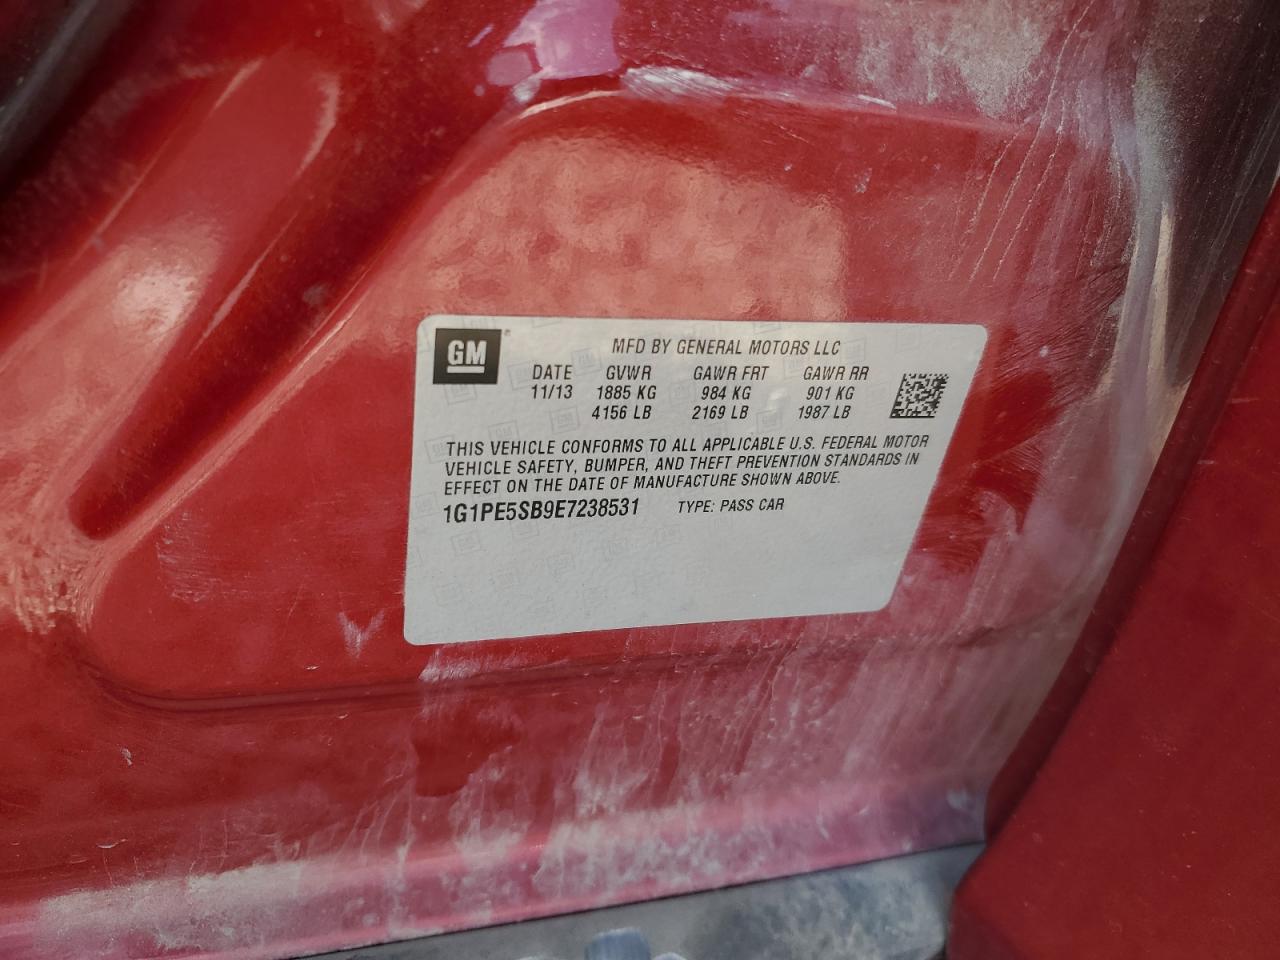 GM
MFD BY GENERAL MOTORS LLC
DATE GVWR GAWR FRT GAWR RR
11/13 1885 KG 984 KG 901 KG
4156 LB 2169 LB 1987 LB
THIS VEHICLE CONFORMS TO ALL APPLICABLE U.S. FEDERAL MOTOR
VEHICLE SAFETY, BUMPER, AND THEFT PREVENTION STANDARDS IN
EFFECT ON THE DATE OF MANUFACTURE SHOWN ABOVE.
1G1PE5SB9E7238531 TYPE: PASS CAR